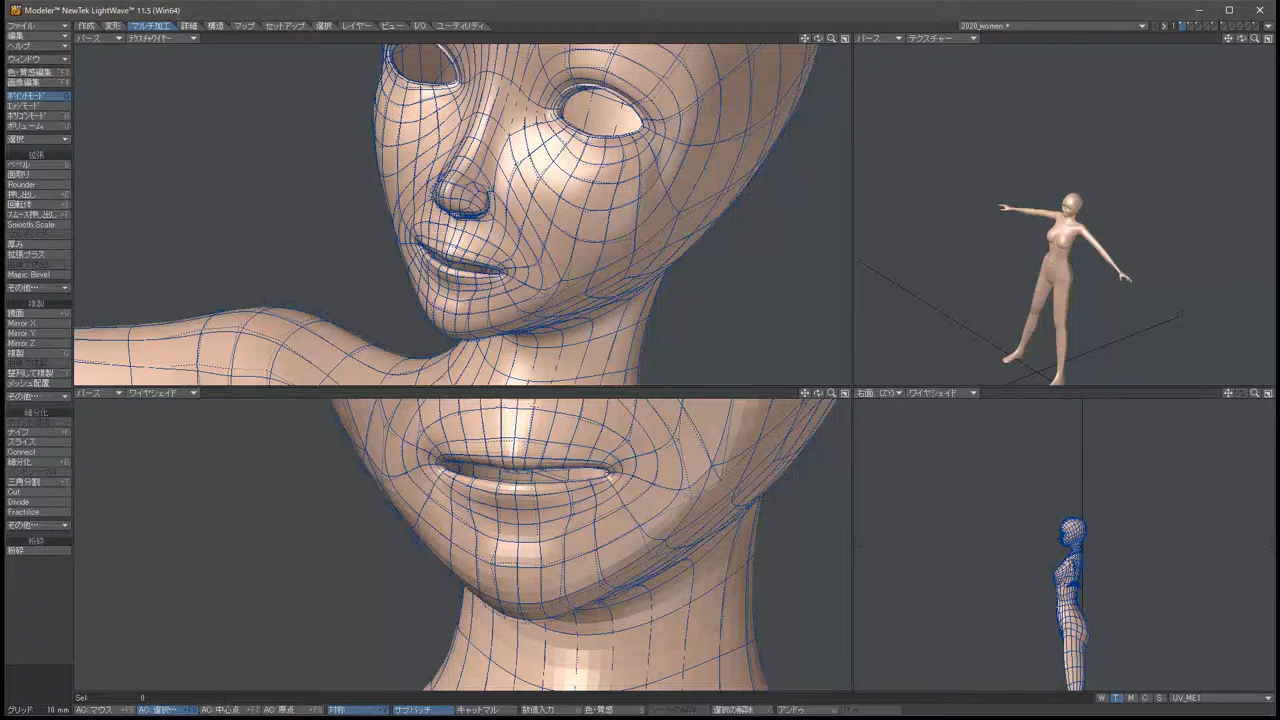 Modeler™ NewTek LightWave™ 11.5 (Win64)
ファイル 作成 変形 マルチ加工 詳細 構造 マップ セットアップ 選択 レイヤー ビュー I/O ユーティリティ 2020_women * 1
編集 パース テクスチャワイヤー パース テクスチャー
ヘルプ
ウィンドウ
色・質感編集 ^F3
画像編集 ^F4
ポイントモード G
エッジモード
ポリゴンモード H
ボリューム J
選択
拡張
ベベル b
面取り
Rounder
押し出し +E
回転体 +L
スムース押し出し +F
Smooth Scale
厚み
拡張プラス
Magic Bevel
その他…
複製
鏡面 +V
Mirror X
Mirror Y
Mirror Z
複製
整列して複製
メッシュ配置
その他…
パース ワイヤシェイド 右面 (ZY) ワイヤシェイド
細分化
ナイフ +K
スライス
Connect
細分化 +D
三角分割 +T
Cut
Divide
Fractilize
その他…
粉砕
粉砕
Sel: 0 W T M C S UV_ME1
グリッド 10 mm AC: マウス +F5 AC: 選択… +F8 AC: 中心点 +F7 AC: 原点 +F5 対称 +Y サブパッチ キャットマル 数値入力 n 色・質感 q 選択の解除 / アンドゥ u